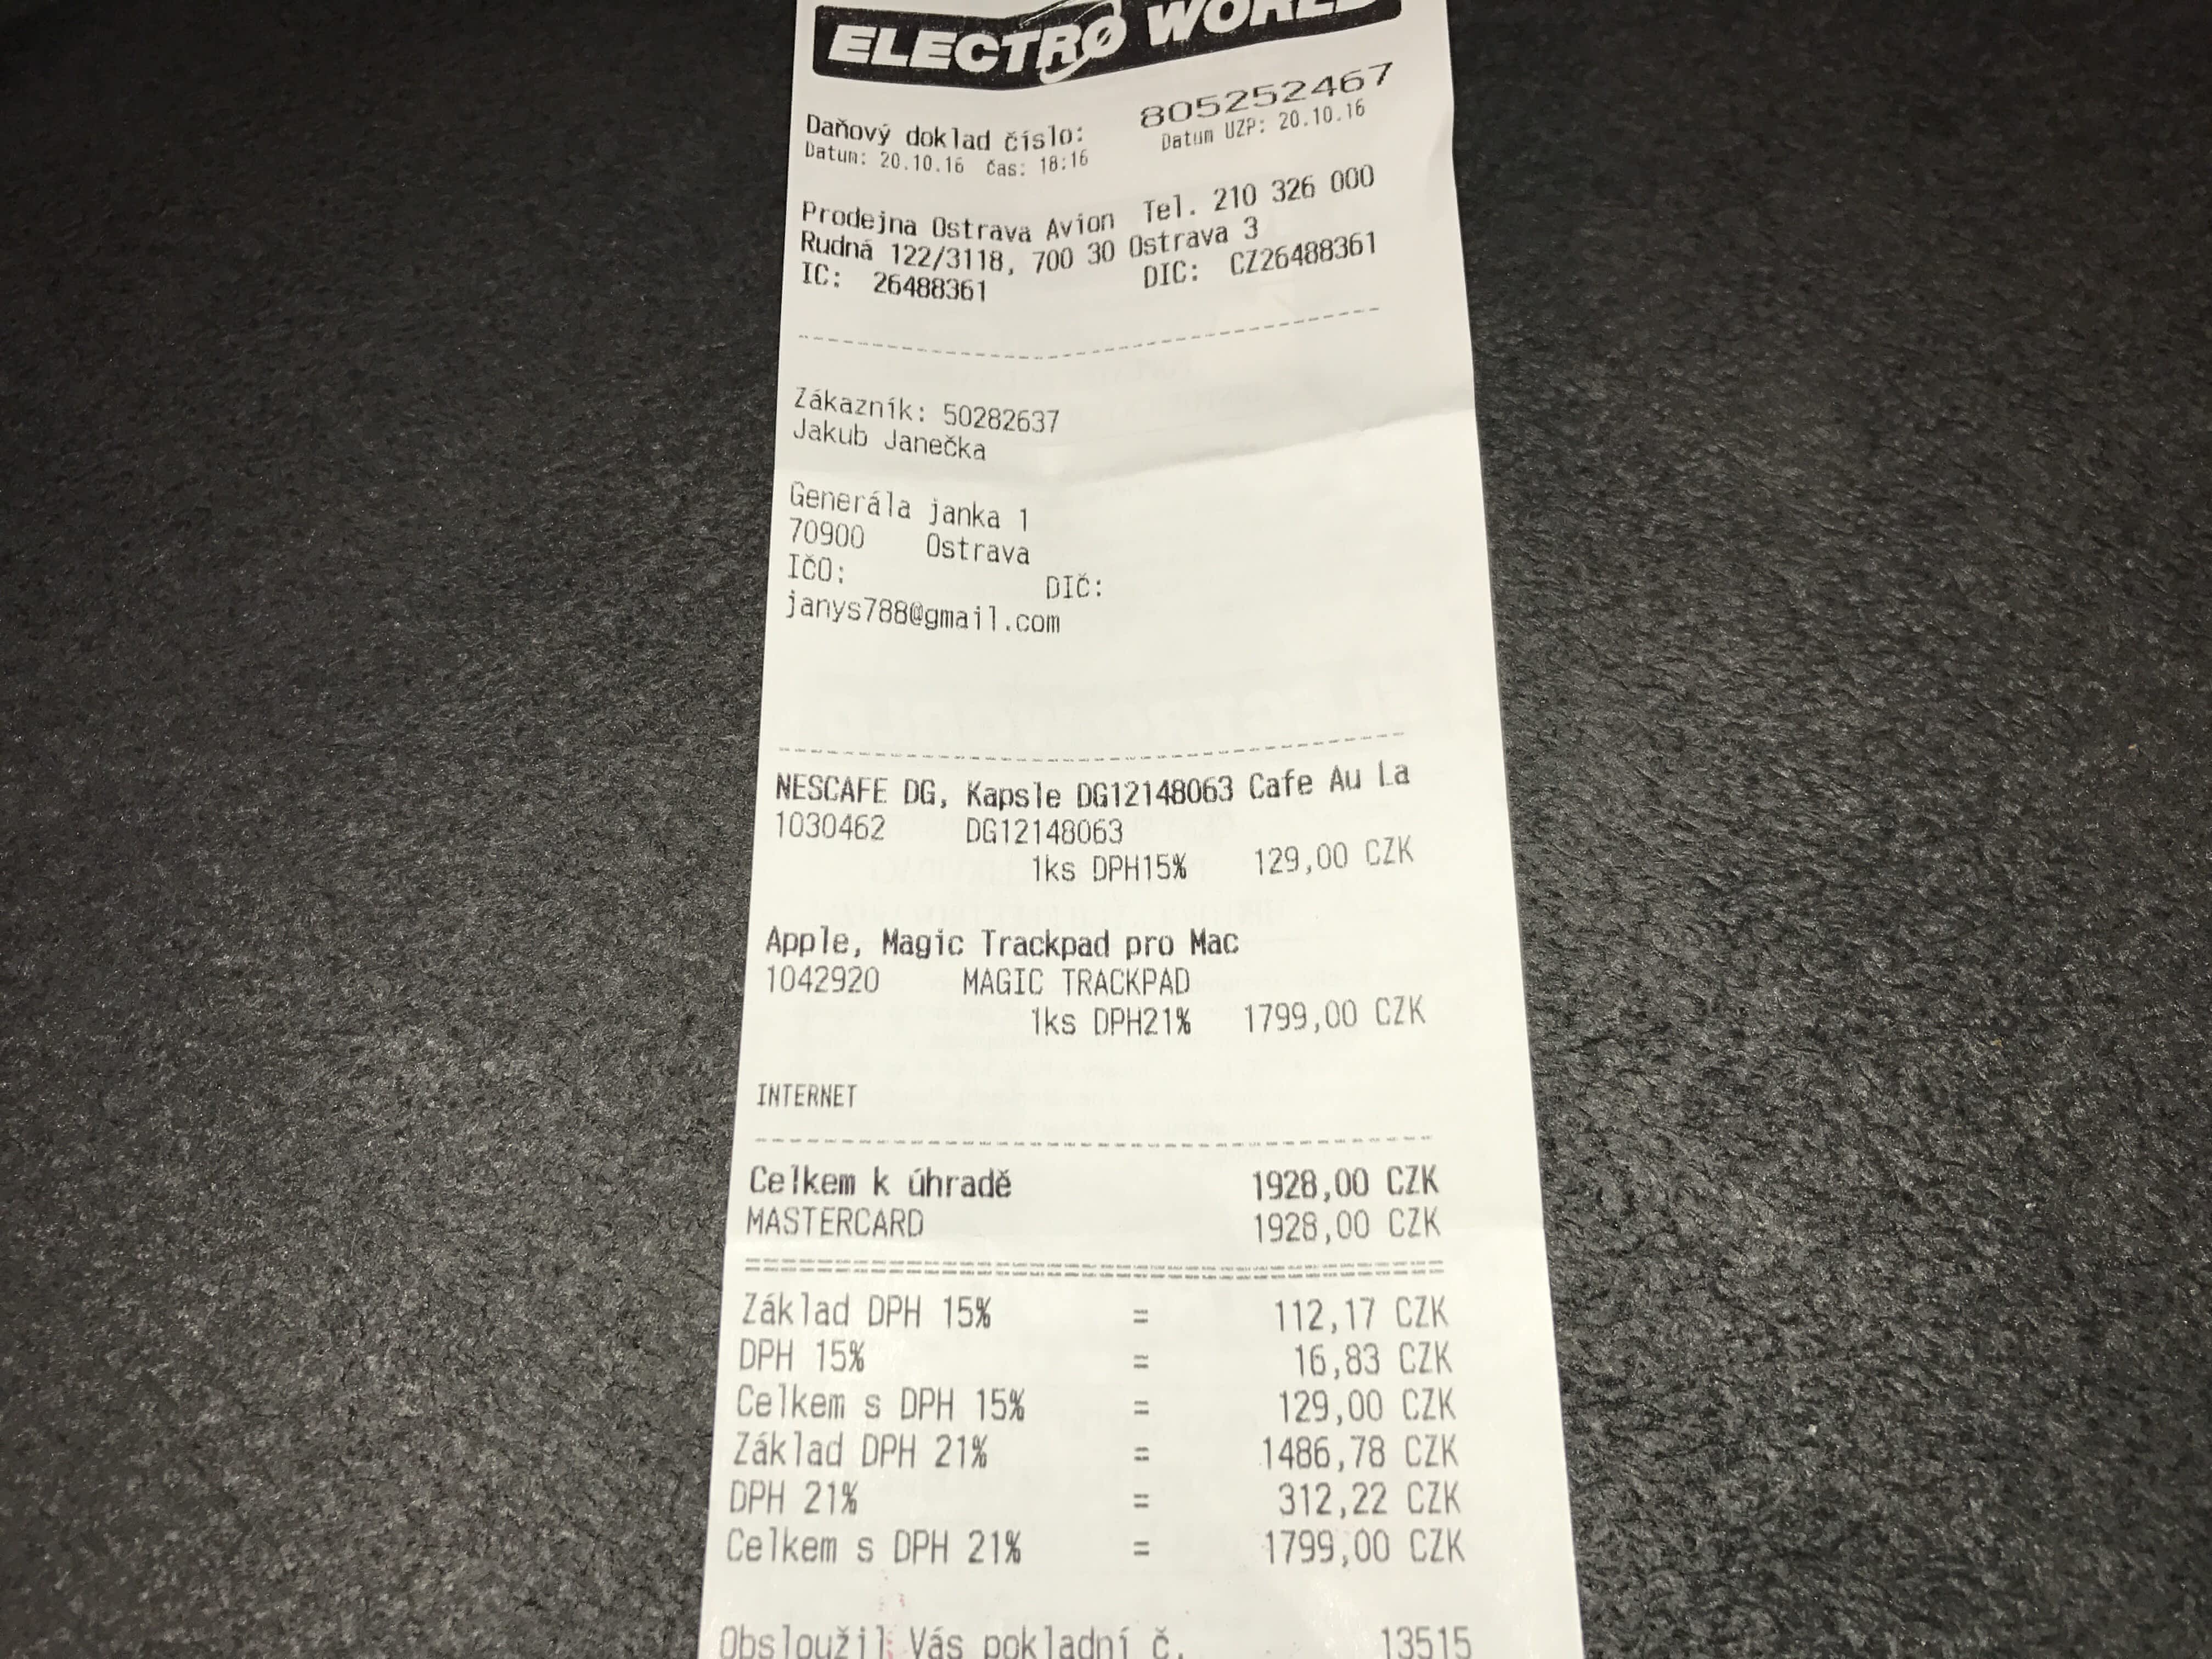 ELECTRO WORLD
Daňový doklad číslo: 805252467
Datum: 20.10.16 Čas: 18:16 Datum UZP: 20.10.16
Prodejna Ostrava Avion Tel. 210 326 000
Rudná 122/3118, 700 30 Ostrava 3
IC: 26488361 DIC: CZ26488361
Zákazník: 50282637
Jakub Janečka
Generála janka 1
70900 Ostrava
IČO: DIČ:
janys788@gmail.com
NESCAFE DG, Kapsle DG12148063 Cafe Au La
1030462 DG12148063
1ks DPH15% 129,00 CZK
Apple, Magic Trackpad pro Mac
1042920 MAGIC TRACKPAD
1ks DPH21% 1799,00 CZK
INTERNET
Celkem k úhradě 1928,00 CZK
MASTERCARD 1928,00 CZK
Základ DPH 15% = 112,17 CZK
DPH 15% = 16,83 CZK
Celkem s DPH 15% = 129,00 CZK
Základ DPH 21% = 1486,78 CZK
DPH 21% = 312,22 CZK
Celkem s DPH 21% = 1799,00 CZK
Obsloužil Vás pokladní č. 13515